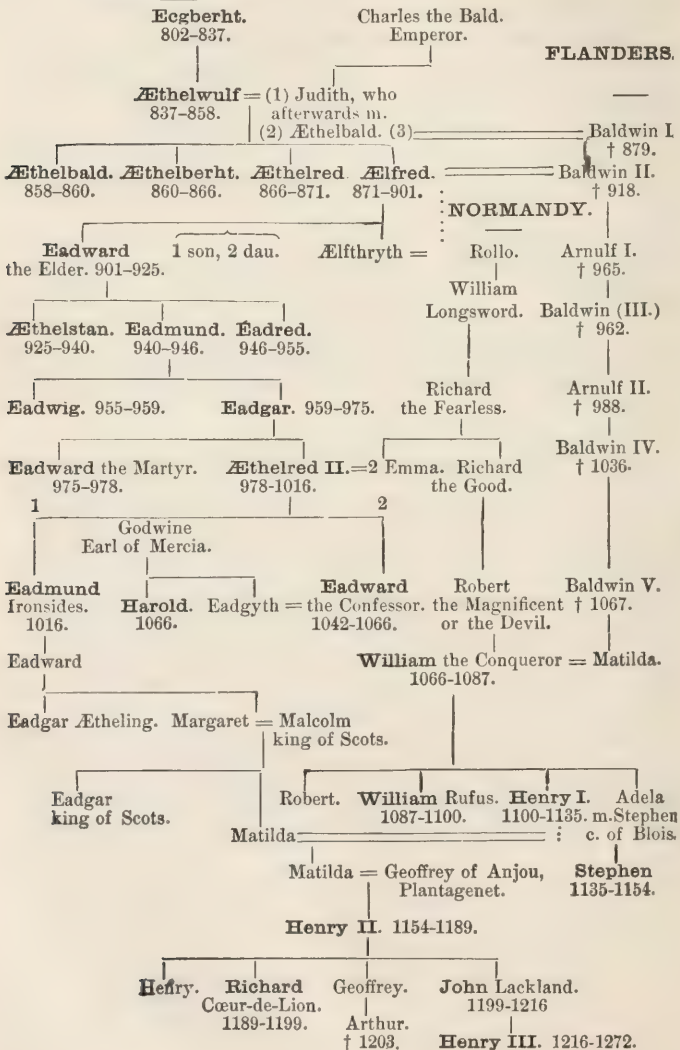 Ecgberht. Charles the Bald.
802–837. Emperor.
FLANDERS.
Æthelwulf = (1) Judith, who
837–858. afterwards m.
(2) Æthelbald. (3) Baldwin I.
† 879.
Æthelbald. Æthelberht. Æthelred. Ælfred. Baldwin II.
858–860. 860–866. 866–871. 871–901. † 918.
NORMANDY.
Eadward 1 son, 2 dau. Ælfthryth = Rollo. Arnulf I.
the Elder. 901–925. † 965.
William
Longsword. Baldwin (III.)
Æthelstan. Eadmund. Eadred. † 962.
925–940. 940–946. 946–955.
Richard Arnulf II.
Eadwig. 955–959. Eadgar. 959–975. the Fearless. † 988.
Baldwin IV.
Eadward the Martyr. Æthelred II.=2 Emma. Richard † 1036.
975–978. 978-1016. the Good.
1 2
Godwine
Earl of Mercia.
Eadmund Eadward Robert Baldwin V.
Ironsides. Harold. Eadgyth = the Confessor. the Magnificent † 1067.
1016. 1066. 1042-1066. or the Devil.
Eadward William the Conqueror = Matilda.
1066-1087.
Eadgar Ætheling. Margaret = Malcolm
king of Scots.
Eadgar Robert. William Rufus. Henry I. Adela
king of Scots. 1087-1100. 1100-1135. m. Stephen
Matilda c. of Blois.
Matilda = Geoffrey of Anjou, Stephen
Plantagenet. 1135-1154.
Henry II. 1154-1189.
Henry. Richard Geoffrey. John Lackland.
Cœur-de-Lion. 1199-1216
1189-1199. Arthur.
† 1203. Henry III. 1216-1272.